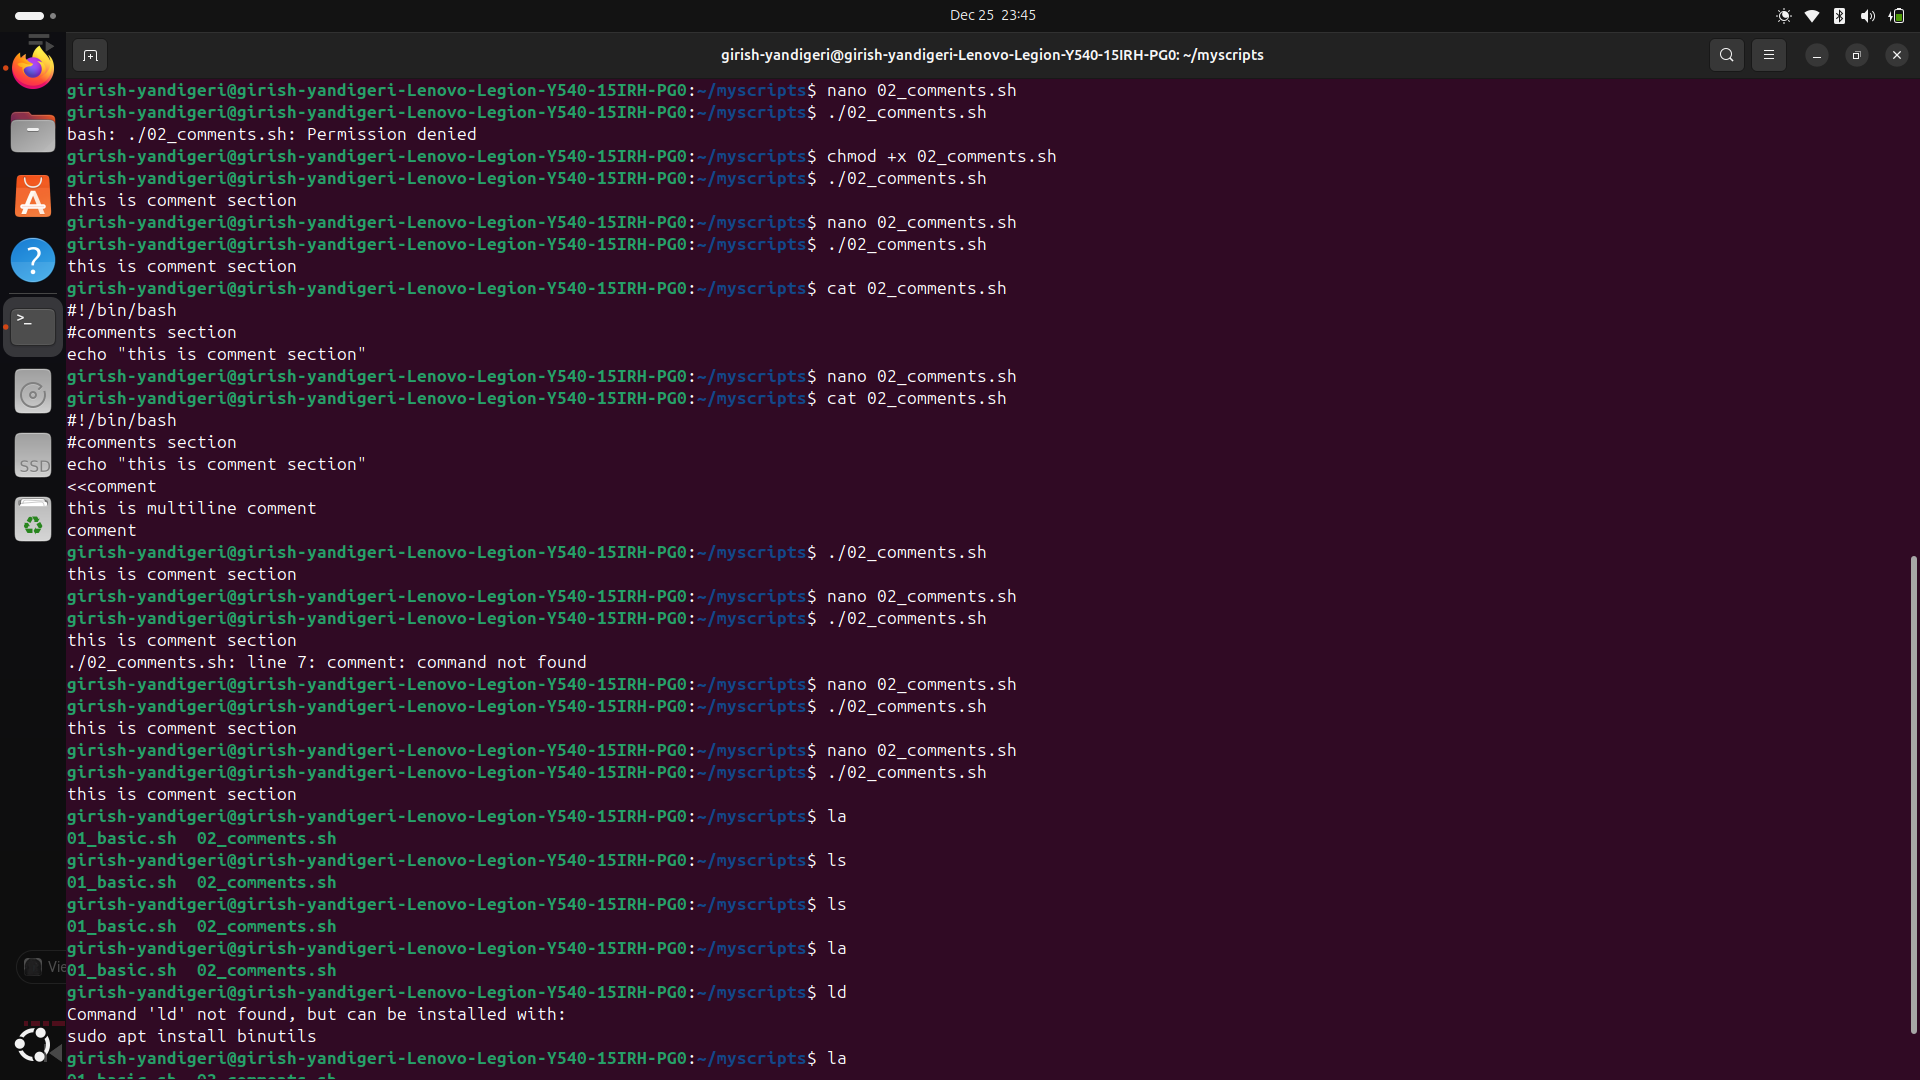 Dec 25 23:45
girish-yandigeri@girish-yandigeri-Lenovo-Legion-Y540-15IRH-PG0: ~/myscripts
girish-yandigeri@girish-yandigeri-Lenovo-Legion-Y540-15IRH-PG0:~/myscripts$ nano 02_comments.sh
girish-yandigeri@girish-yandigeri-Lenovo-Legion-Y540-15IRH-PG0:~/myscripts$ ./02_comments.sh
bash: ./02_comments.sh: Permission denied
girish-yandigeri@girish-yandigeri-Lenovo-Legion-Y540-15IRH-PG0:~/myscripts$ chmod +x 02_comments.sh
girish-yandigeri@girish-yandigeri-Lenovo-Legion-Y540-15IRH-PG0:~/myscripts$ ./02_comments.sh
this is comment section
girish-yandigeri@girish-yandigeri-Lenovo-Legion-Y540-15IRH-PG0:~/myscripts$ nano 02_comments.sh
girish-yandigeri@girish-yandigeri-Lenovo-Legion-Y540-15IRH-PG0:~/myscripts$ ./02_comments.sh
this is comment section
girish-yandigeri@girish-yandigeri-Lenovo-Legion-Y540-15IRH-PG0:~/myscripts$ cat 02_comments.sh
#!/bin/bash
#comments section
echo "this is comment section"
girish-yandigeri@girish-yandigeri-Lenovo-Legion-Y540-15IRH-PG0:~/myscripts$ nano 02_comments.sh
girish-yandigeri@girish-yandigeri-Lenovo-Legion-Y540-15IRH-PG0:~/myscripts$ cat 02_comments.sh
#!/bin/bash
#comments section
echo "this is comment section"
<<comment
this is multiline comment
comment
girish-yandigeri@girish-yandigeri-Lenovo-Legion-Y540-15IRH-PG0:~/myscripts$ ./02_comments.sh
this is comment section
girish-yandigeri@girish-yandigeri-Lenovo-Legion-Y540-15IRH-PG0:~/myscripts$ nano 02_comments.sh
girish-yandigeri@girish-yandigeri-Lenovo-Legion-Y540-15IRH-PG0:~/myscripts$ ./02_comments.sh
this is comment section
./02_comments.sh: line 7: comment: command not found
girish-yandigeri@girish-yandigeri-Lenovo-Legion-Y540-15IRH-PG0:~/myscripts$ nano 02_comments.sh
girish-yandigeri@girish-yandigeri-Lenovo-Legion-Y540-15IRH-PG0:~/myscripts$ ./02_comments.sh
this is comment section
girish-yandigeri@girish-yandigeri-Lenovo-Legion-Y540-15IRH-PG0:~/myscripts$ nano 02_comments.sh
girish-yandigeri@girish-yandigeri-Lenovo-Legion-Y540-15IRH-PG0:~/myscripts$ ./02_comments.sh
this is comment section
girish-yandigeri@girish-yandigeri-Lenovo-Legion-Y540-15IRH-PG0:~/myscripts$ la
01_basic.sh  02_comments.sh
girish-yandigeri@girish-yandigeri-Lenovo-Legion-Y540-15IRH-PG0:~/myscripts$ ls
01_basic.sh  02_comments.sh
girish-yandigeri@girish-yandigeri-Lenovo-Legion-Y540-15IRH-PG0:~/myscripts$ ls
01_basic.sh  02_comments.sh
girish-yandigeri@girish-yandigeri-Lenovo-Legion-Y540-15IRH-PG0:~/myscripts$ la
01_basic.sh  02_comments.sh
girish-yandigeri@girish-yandigeri-Lenovo-Legion-Y540-15IRH-PG0:~/myscripts$ ld
Command 'ld' not found, but can be installed with:
sudo apt install binutils
girish-yandigeri@girish-yandigeri-Lenovo-Legion-Y540-15IRH-PG0:~/myscripts$ la
SSD